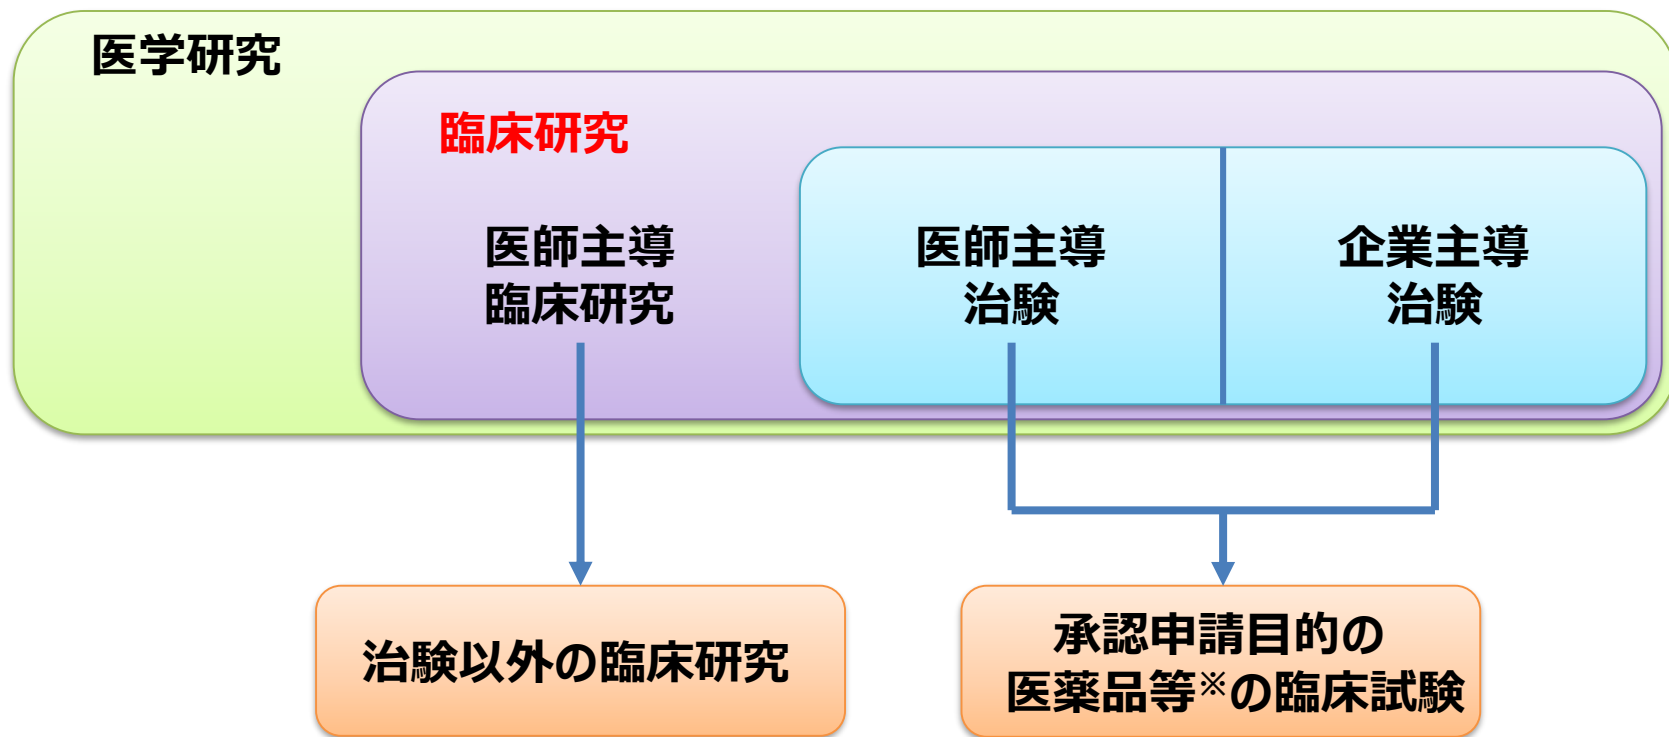 医学研究
臨床研究
医師主導
臨床研究
医師主導
治験
企業主導
治験
治験以外の臨床研究
承認申請目的の
医薬品等※の臨床試験